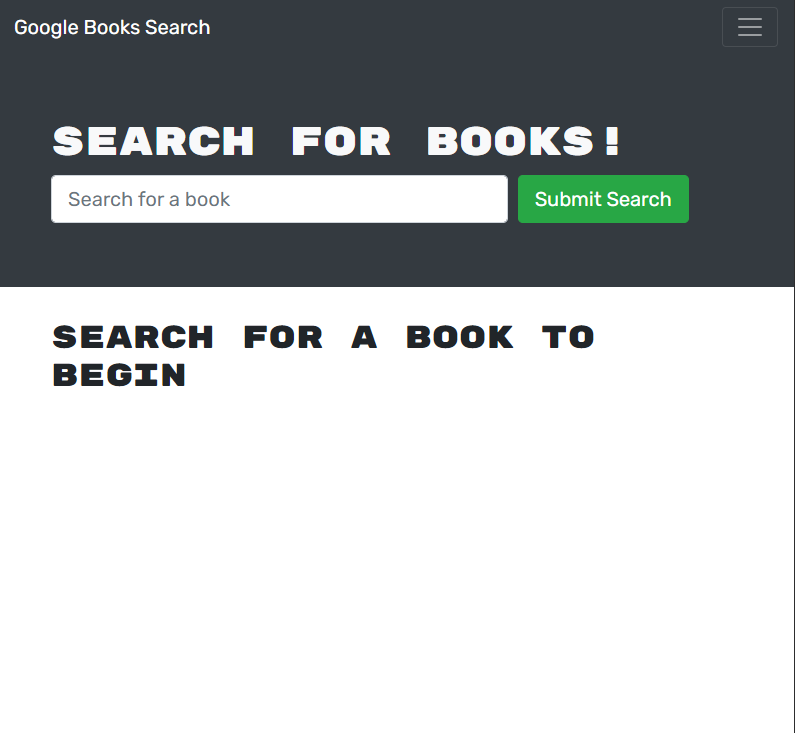 Google Books Search
SEARCH FOR BOOKS!
Search for a book
Submit Search
SEARCH FOR A BOOK TO
BEGIN